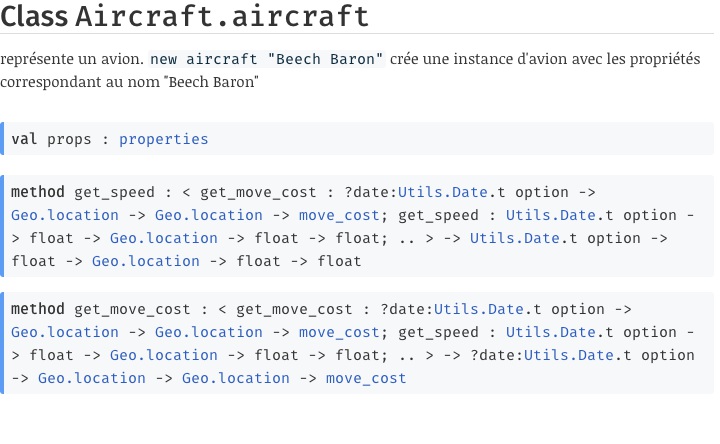 Class Aircraft.aircraft
représente un avion. new aircraft "Beech Baron" crée une instance d'avion avec les propriétés
correspondant au nom "Beech Baron"
val props : properties
method get_speed : < get_move_cost : ?date:Utils.Date.t option ->
Geo.location -> Geo.location -> move_cost; get_speed : Utils.Date.t option -
> float -> Geo.location -> float -> float; .. > -> Utils.Date.t option ->
float -> Geo.location -> float -> float
method get_move_cost : < get_move_cost : ?date:Utils.Date.t option ->
Geo.location -> Geo.location -> move_cost; get_speed : Utils.Date.t option -
> float -> Geo.location -> float -> float; .. > -> ?date:Utils.Date.t option
-> Geo.location -> Geo.location -> move_cost